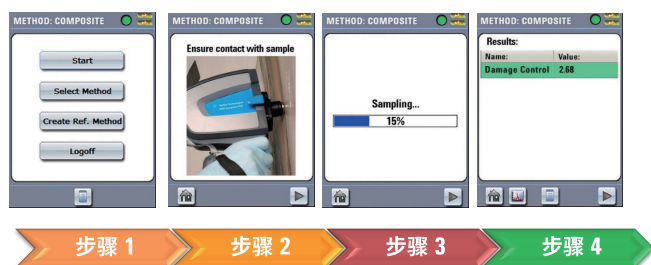 METHOD: COMPOSITE
Start
Select Method
Create Ref. Method
Logoff
METHOD: COMPOSITE
Ensure contact with sample
METHOD: COMPOSITE
Sampling...
15%
METHOD: COMPOSITE
Results:
Name: Value:
Damage Control 2.68
步骤 1
步骤 2
步骤 3
步骤 4